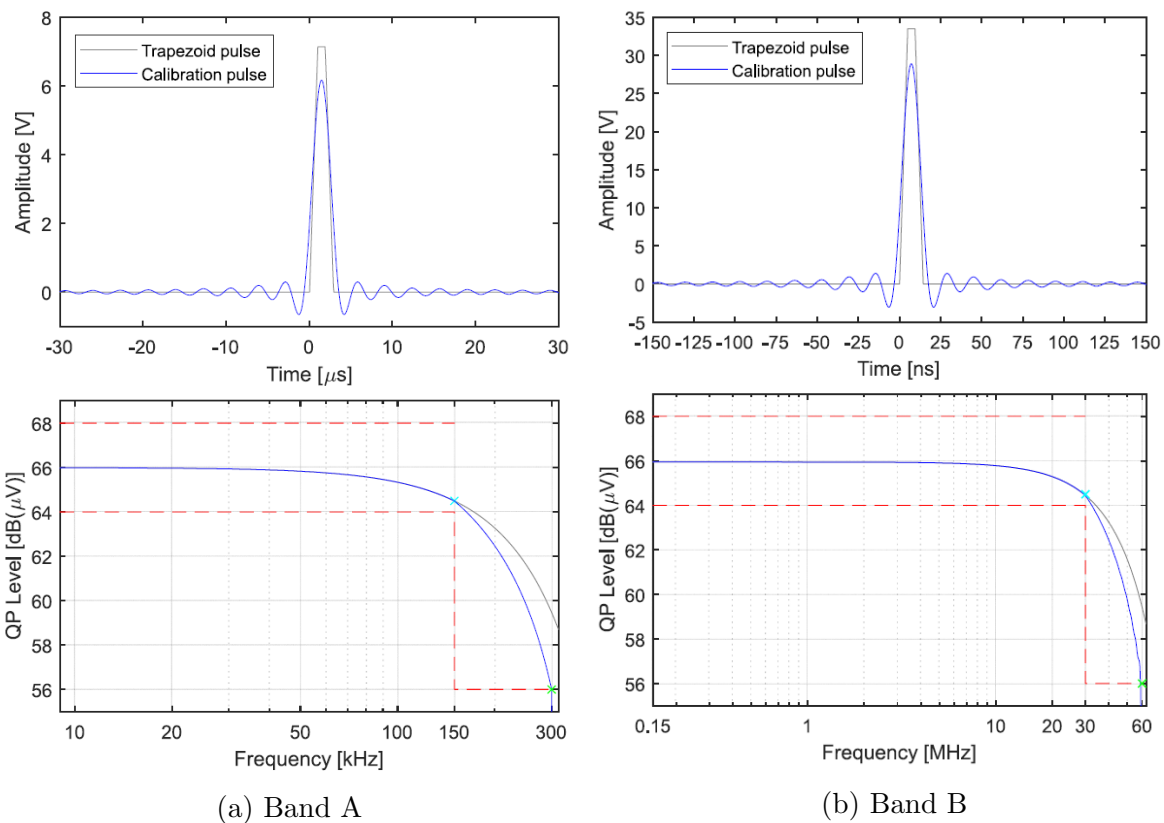 Amplitude [V]
8
6
4
2
0
Trapezoid pulse
Calibration pulse
-30 -20 -10 0 10 20 30
Time [μs]
Amplitude [V]
35
30
25
20
15
10
5
0
-5
Trapezoid pulse
Calibration pulse
-150 -125 -100 -75 -50 -25 0 25 50 75 100 125 150
Time [ns]
QP Level [dB(μV)]
68
66
64
62
60
58
56
10 20 50 100 150 300
Frequency [kHz]
(a) Band A
QP Level [dB(μV)]
68
66
64
62
60
58
56
0.15 1 10 20 30 60
Frequency [MHz]
(b) Band B